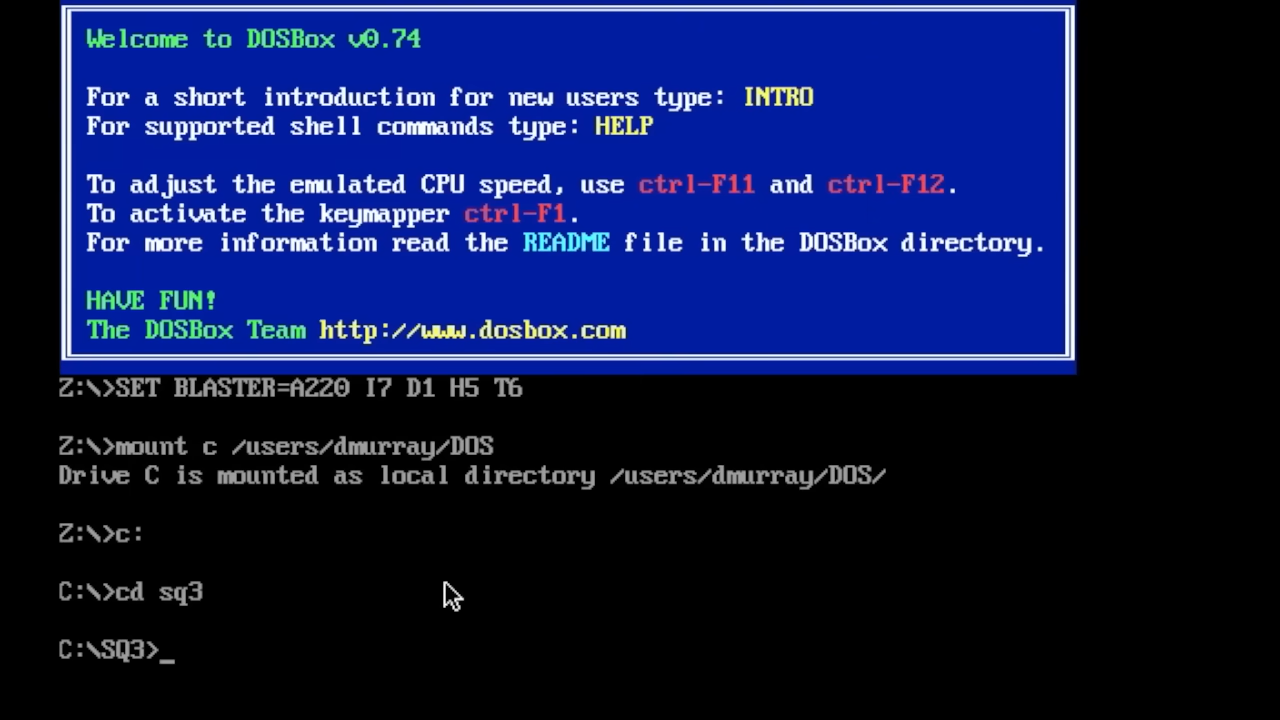 Welcome to DOSBox v0.74
For a short introduction for new users type: INTRO
For supported shell commands type: HELP
To adjust the emulated CPU speed, use ctrl-F11 and ctrl-F12.
To activate the keymapper ctrl-F1.
For more information read the README file in the DOSBox directory.
HAVE FUN!
The DOSBox Team http://www.dosbox.com
Z:\>SET BLASTER=A220 I7 D1 H5 T6
Z:\>mount c /users/dmurray/DOS
Drive C is mounted as local directory /users/dmurray/DOS/
Z:\>c:
C:\>cd sq3
C:\SQ3>_